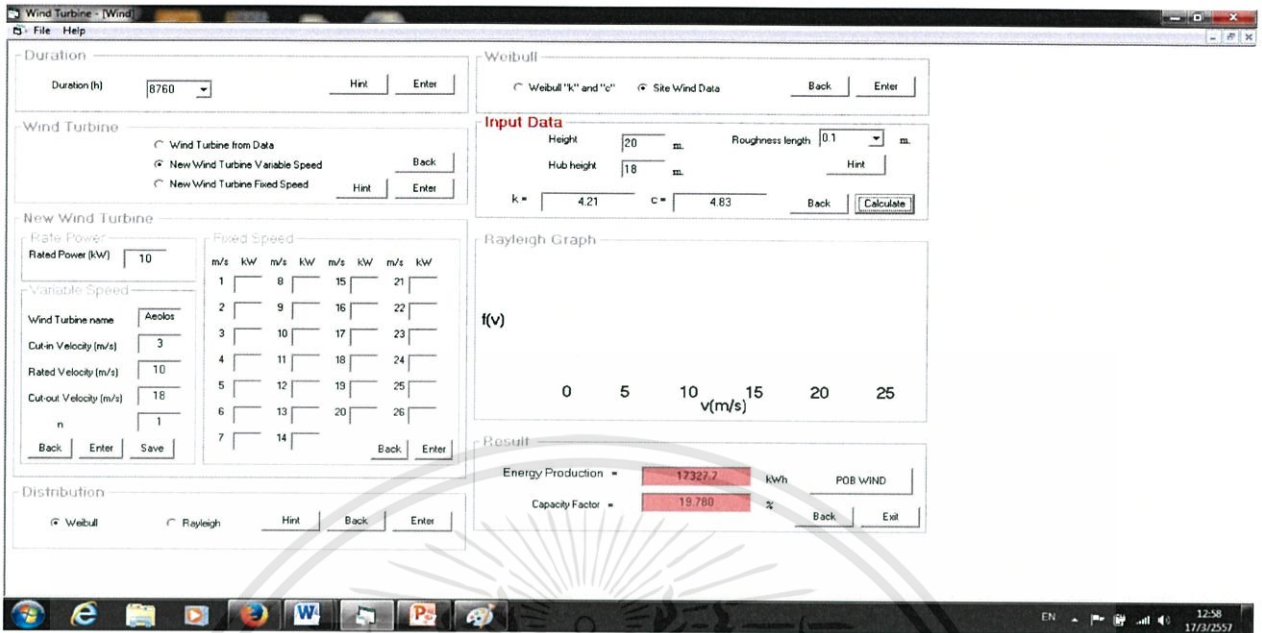 Wind Turbine - [Wind]
File Help
Duration
Duration (h) 8760 Hint Enter
Wind Turbine
Wind Turbine from Data
New Wind Turbine Variable Speed Back
New Wind Turbine Fixed Speed Hint Enter
New Wind Turbine
Rate Power
Rated Power (kW) 10
Variable Speed
Wind Turbine name Aeolos
Cut-in Velocity (m/s) 3
Rated Velocity (m/s) 10
Cut-out Velocity (m/s) 18
n 1
Back Enter Save
Fixed Speed
m/s kW m/s kW m/s kW m/s kW
1 8 15 21
2 9 16 22
3 10 17 23
4 11 18 24
5 12 19 25
6 13 20 26
7 14
Back Enter
Distribution
Weibull Rayleigh Hint Back Enter
Weibull
Weibull "k" and "c" Site Wind Data Back Enter
Input Data
Height 20 m. Roughness length 0.1 m.
Hub height 18 m. Hint
k = 4.21 c = 4.83 Back Calculate
Rayleigh Graph
f(v)
0 5 10 15 20 25
v(m/s)
Result
Energy Production = 17327.7 kWh POB WIND
Capacity Factor = 19.780 % Back Exit
EN 12:58
17/3/2557